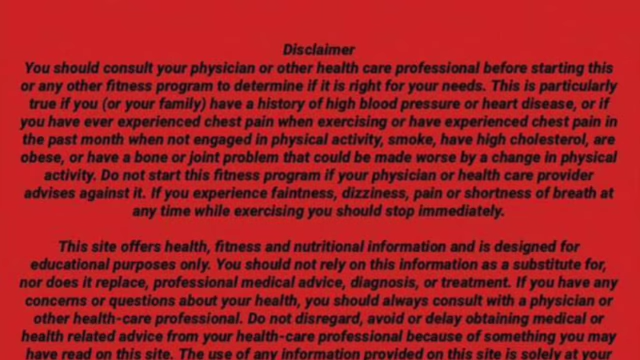 Disclaimer
You should consult your physician or other health care professional before starting this
or any other fitness program to determine if it is right for your needs. This is particularly
true if you (or your family) have a history of high blood pressure or heart disease, or if
you have ever experienced chest pain when exercising or have experienced chest pain in
the past month when not engaged in physical activity, smoke, have high cholesterol, are
obese, or have a bone or joint problem that could be made worse by a change in physical
activity. Do not start this fitness program if your physician or health care provider
advises against it. If you experience faintness, dizziness, pain or shortness of breath at
any time while exercising you should stop immediately.
This site offers health, fitness and nutritional information and is designed for
educational purposes only. You should not rely on this information as a substitute for,
nor does it replace, professional medical advice, diagnosis, or treatment. If you have any
concerns or questions about your health, you should always consult with a physician or
other health-care professional. Do not disregard, avoid or delay obtaining medical or
health related advice from your health-care professional because of something you may
have read on this site. The use of any information provided on this site is solely at your